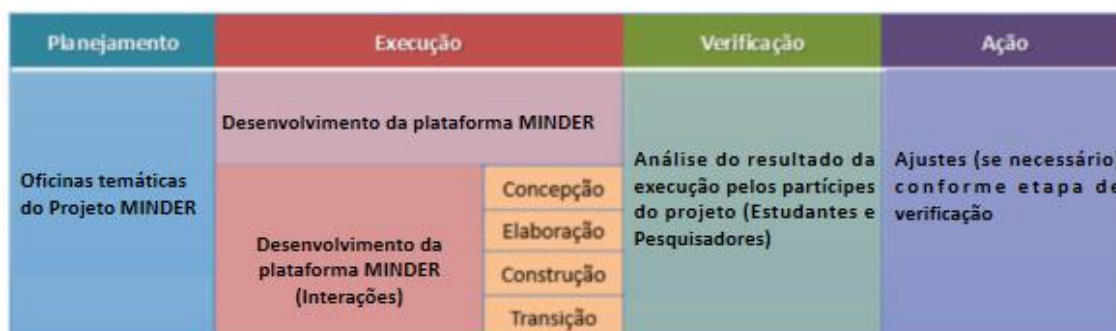 Planejamento
Execução
Verificação
Ação
Oficinas temáticas
do Projeto MINDER
Desenvolvimento da plataforma MINDER
Desenvolvimento da
plataforma MINDER
(Interações)
Concepção
Elaboração
Construção
Transição
Análise do resultado da
execução pelos partícipes
do projeto (Estudantes e
Pesquisadores)
Ajustes (se necessário)
conforme etapa de
verificação